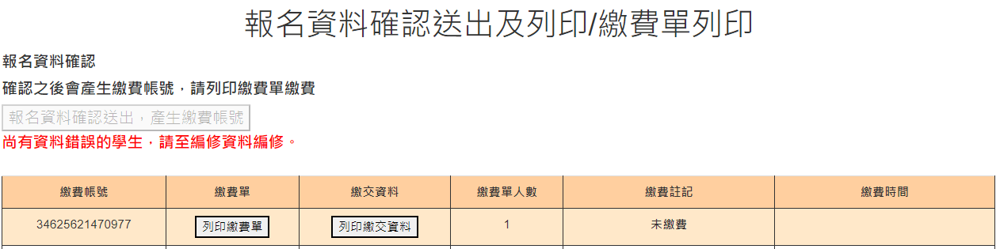 報名資料確認送出及列印/繳費單列印
報名資料確認
確認之後會產生繳費帳號，請列印繳費單繳費
報名資料確認送出，產生繳費帳號
尚有資料錯誤的學生，請至編修資料編修。
繳費帳號 繳費單 繳交資料 繳費單人數 繳費註記 繳費時間
34625621470977 列印繳費單 列印繳交資料 1 未繳費